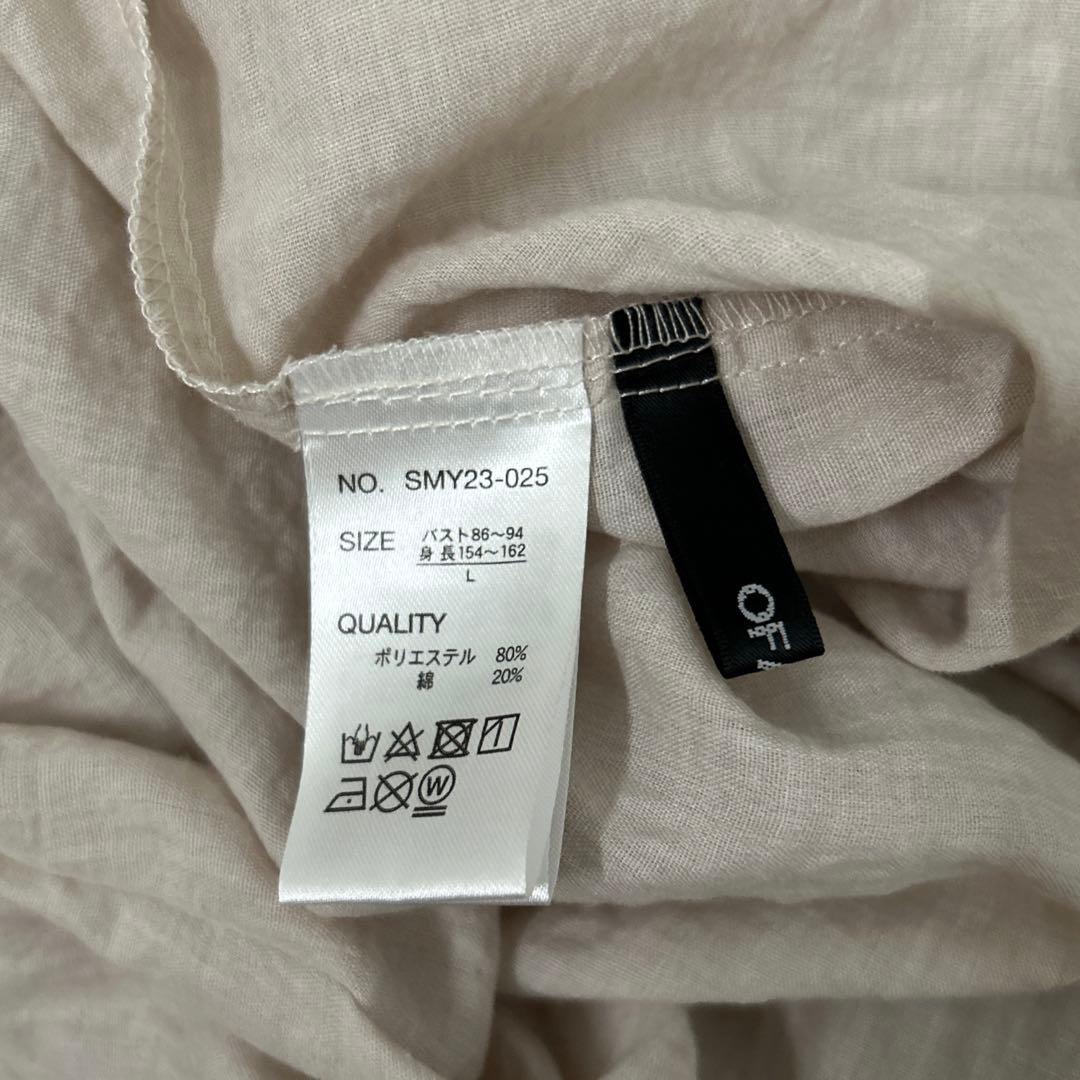 NO. SMY23-025
SIZE バスト86〜94
身長154〜162
L
QUALITY
ポリエステル 80%
綿 20%
W
OF